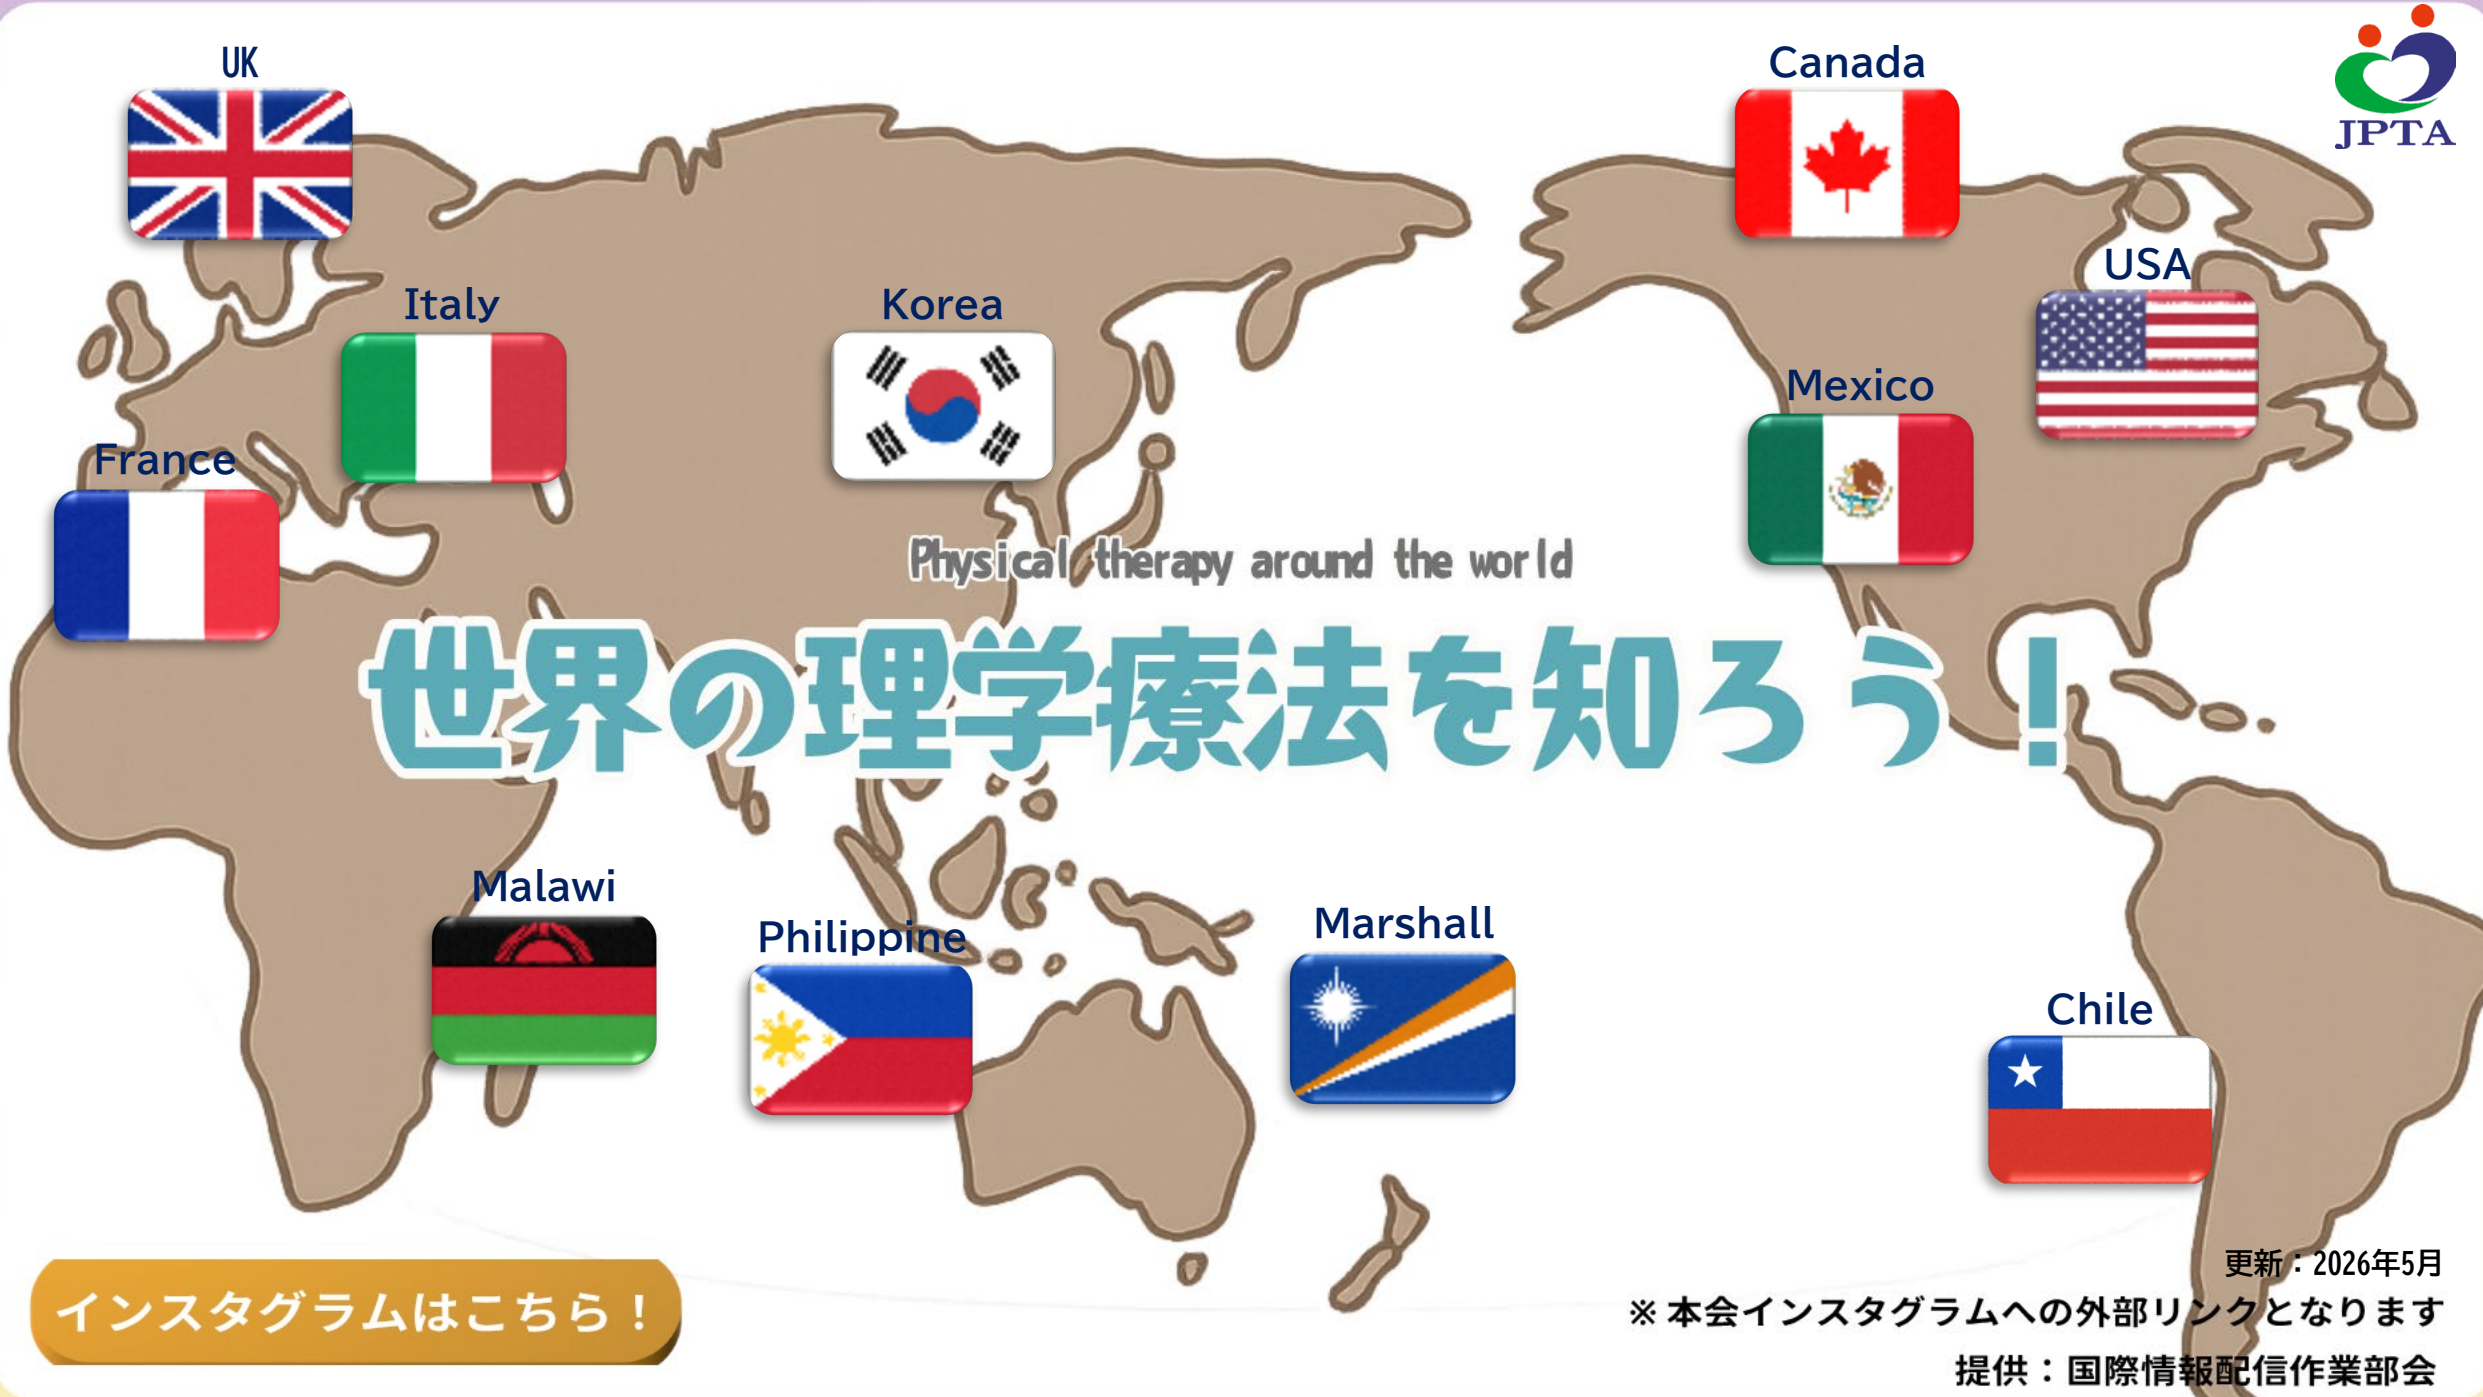 UK
Canada
JPTA
USA
Italy
Korea
Mexico
France
Physical therapy around the world
世界の理学療法を知ろう！
Malawi
Philippine
Marshall
Chile
更新：2026年5月
インスタグラムはこちら！
※本会インスタグラムへの外部リンクとなります
提供：国際情報配信作業部会